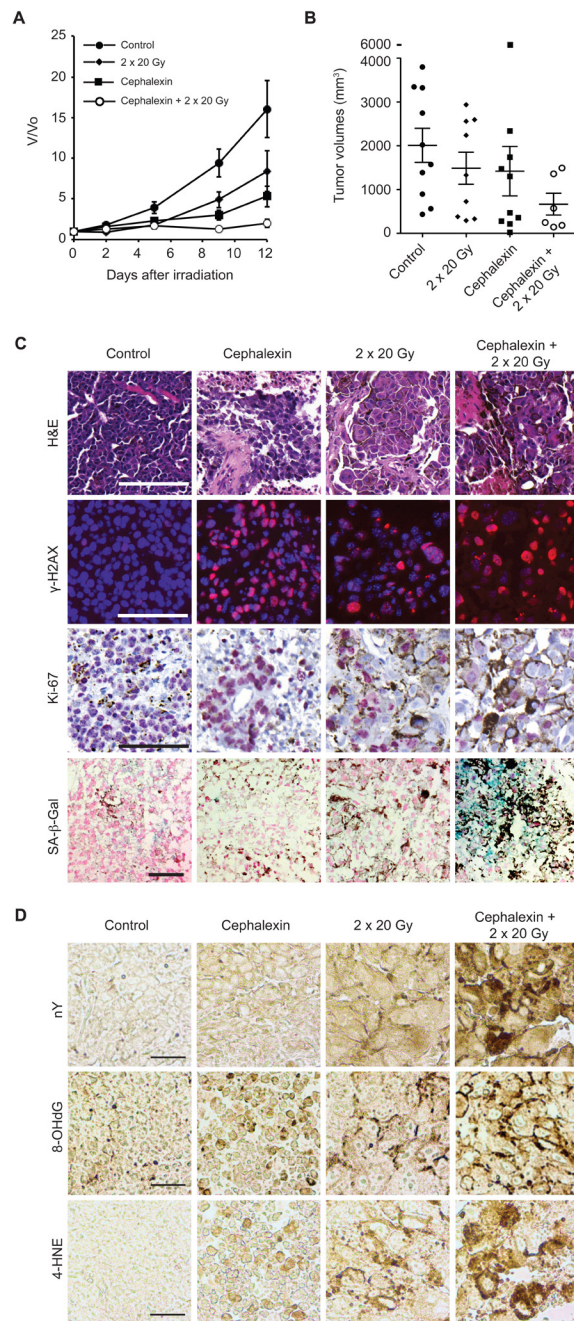 A
25
20
15
10
5
0
V/Vo
Control
2 x 20 Gy
Cephalexin
Cephalexin + 2 x 20 Gy
0 2 4 6 8 10 12
Days after irradiation
B
6000
4000
3000
2000
1000
0
Tumor volumes (mm³)
Control
2 x 20 Gy
Cephalexin
Cephalexin +
2 x 20 Gy
C
Control
Cephalexin
2 x 20 Gy
Cephalexin +
2 x 20 Gy
H&E
γ-H2AX
Ki-67
SA-β-Gal
D
Control
Cephalexin
2 x 20 Gy
Cephalexin +
2 x 20 Gy
nY
8-OHdG
4-HNE